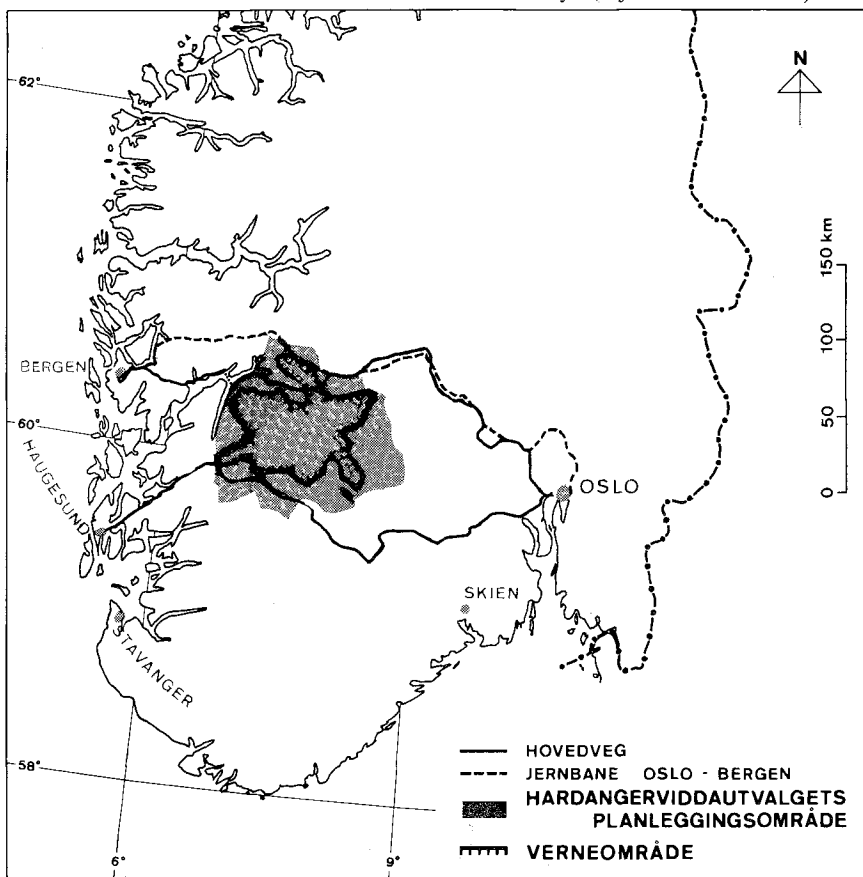 62°
N
150 km
100
50
0
BERGEN
60°
HAUGESUND
OSLO
SKIEN
STAVANGER
58°
6°
9°
HOVEDVEG
JERNBANE OSLO - BERGEN
HARDANGERVIDDAUTVALGETS
PLANLEGGINGSOMRÅDE
VERNEOMRÅDE